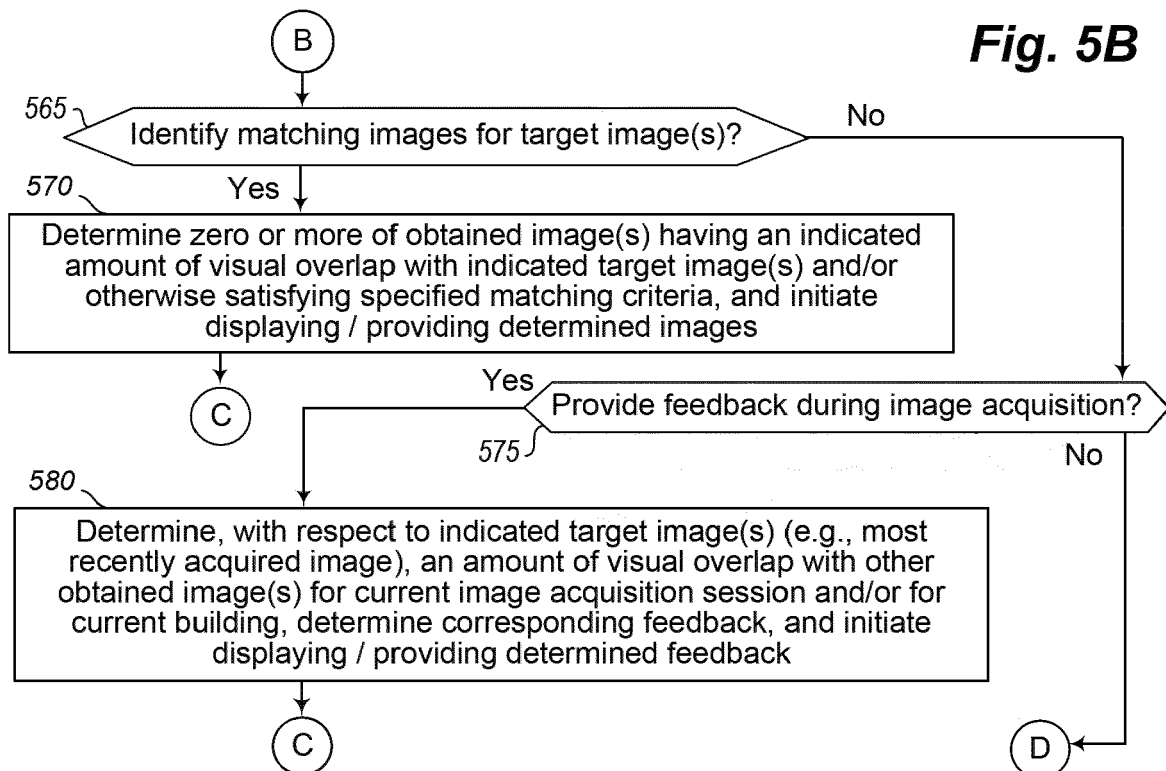 B
Fig. 5B
565
Identify matching images for target image(s)?
No
Yes
570
Determine zero or more of obtained image(s) having an indicated
amount of visual overlap with indicated target image(s) and/or
otherwise satisfying specified matching criteria, and initiate
displaying / providing determined images
C
Yes
Provide feedback during image acquisition?
575
No
580
Determine, with respect to indicated target image(s) (e.g., most
recently acquired image), an amount of visual overlap with other
obtained image(s) for current image acquisition session and/or for
current building, determine corresponding feedback, and initiate
displaying / providing determined feedback
C
D